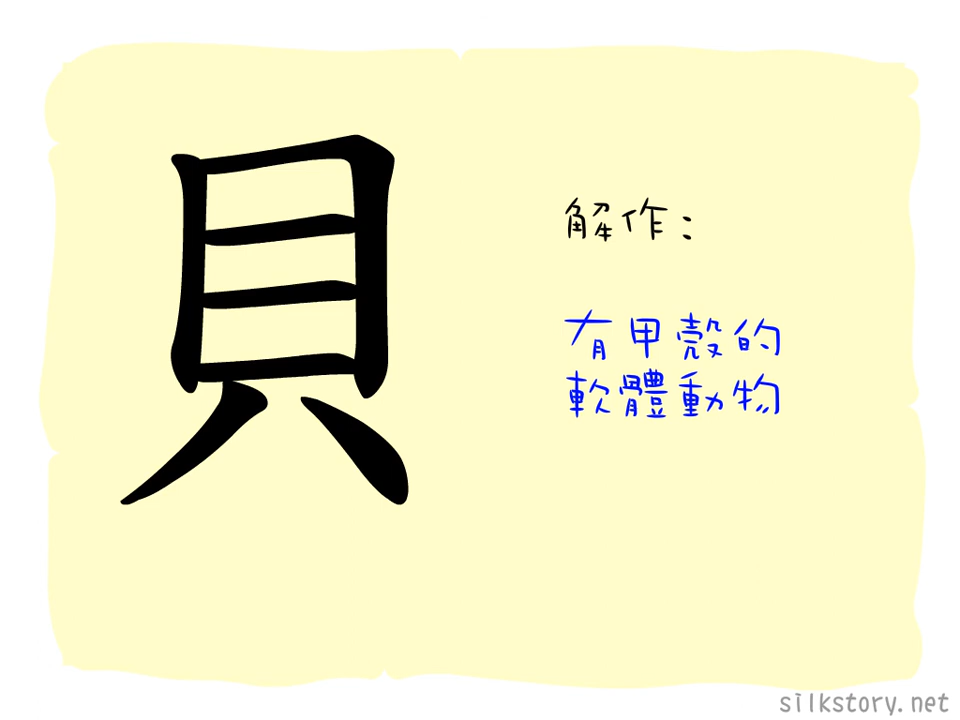 貝
解作：
有甲殼的
軟體動物
silkstory.net